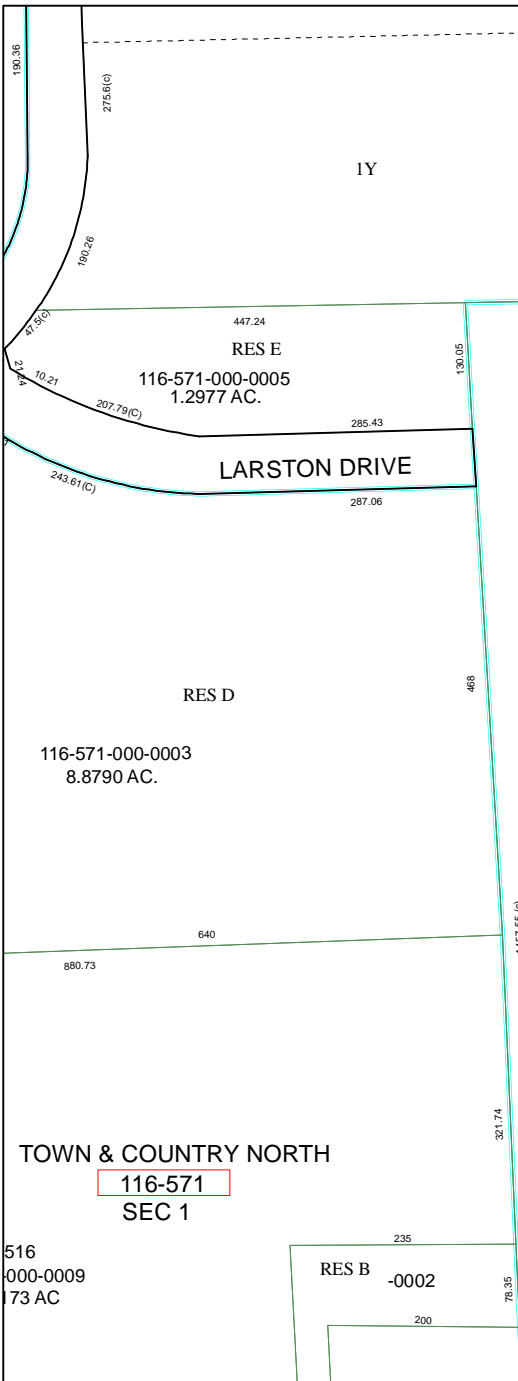 190.36
275.6(c)
1Y
190.26
47.5(c)
447.24
RES E
130.05
116-571-000-0005
1.2977 AC.
21.24
10.21
207.79(C)
285.43
LARSTON DRIVE
243.61(C)
287.06
468
RES D
116-571-000-0003
8.8790 AC.
640
880.73
321.74
TOWN & COUNTRY NORTH
116-571
SEC 1
235
516
-000-0009
173 AC
RES B
-0002
78.35
200